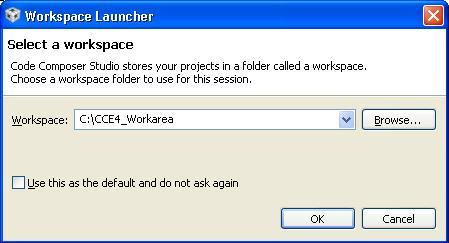 Workspace Launcher
Select a workspace
Code Composer Studio stores your projects in a folder called a workspace.
Choose a workspace folder to use for this session.
Workspace: C:\CCE4_Workarea Browse...
Use this as the default and do not ask again
OK Cancel